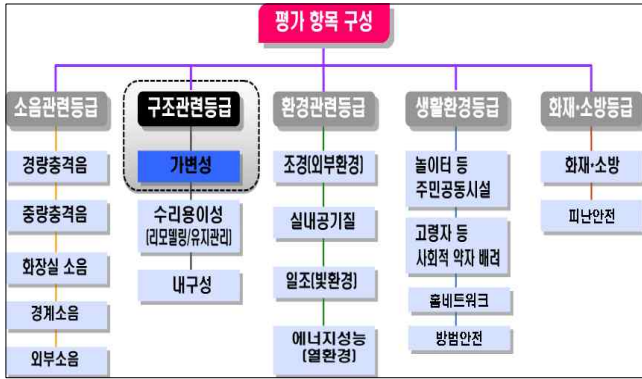 평가 항목 구성
소음관련등급
구조관련등급
환경관련등급
생활환경등급
화재·소방등급
경량충격음
중량충격음
화장실 소음
경계소음
외부소음
가변성
수리용이성
(리모델링/유지관리)
내구성
조경(외부환경)
실내공기질
일조(빛환경)
에너지성능
(열환경)
놀이터 등
주민공동시설
고령자 등
사회적 약자 배려
홈네트워크
방범안전
화재·소방
피난안전